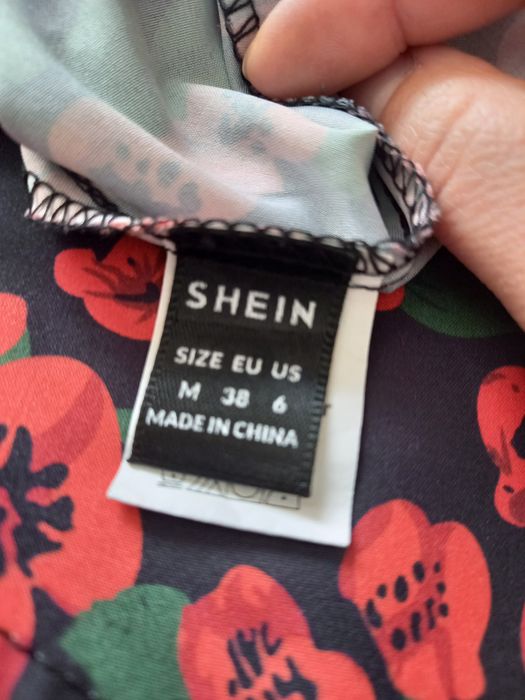 SHEIN
SIZE EU US
M 38 6
MADE IN CHINA